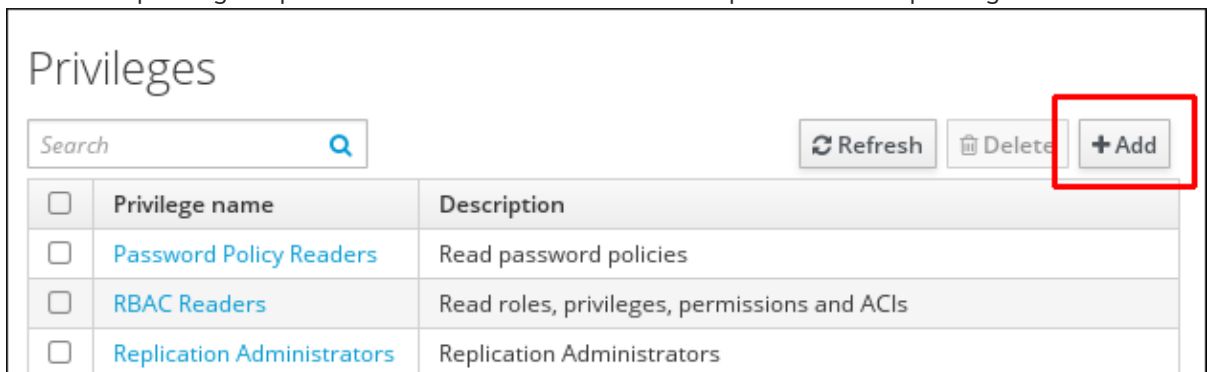 Privileges
Search
Refresh Delete + Add
Privilege name Description
Password Policy Readers Read password policies
RBAC Readers Read roles, privileges, permissions and ACIs
Replication Administrators Replication Administrators